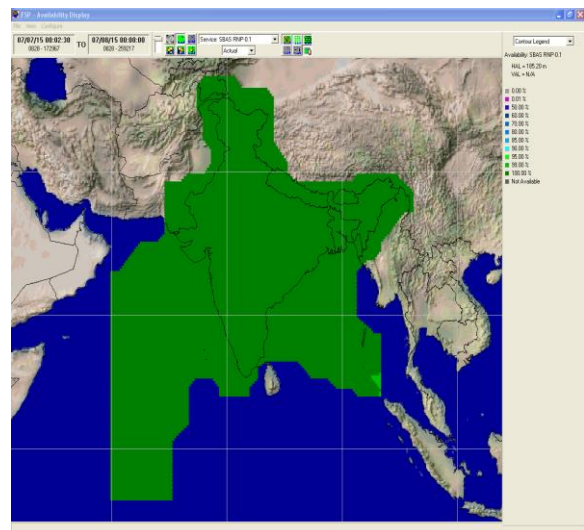 PSP - Availability Display
File View Configure
07/07/15 00:02:30 TO 07/08/15 00:00:00
0820 - 172967 0820 - 259217
Service: SBAS RNP-0.1
Actual
Contour Legend
Availability: SBAS RNP-0.1
HAL = 185.20 m
VAL = N/A
0.00 %
0.01 %
50.00 %
60.00 %
70.00 %
80.00 %
85.00 %
90.00 %
95.00 %
99.00 %
100.00 %
Not Available